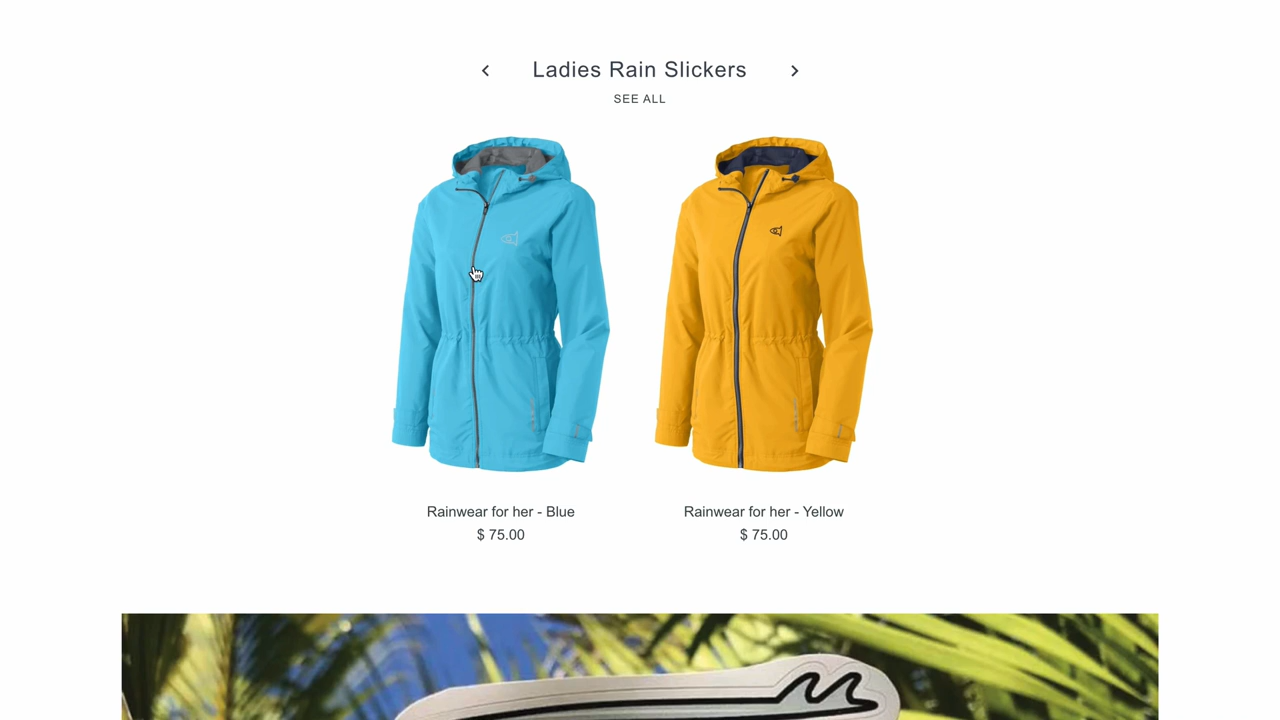 Ladies Rain Slickers
SEE ALL
Rainwear for her - Blue
Rainwear for her - Yellow
$ 75.00
$ 75.00